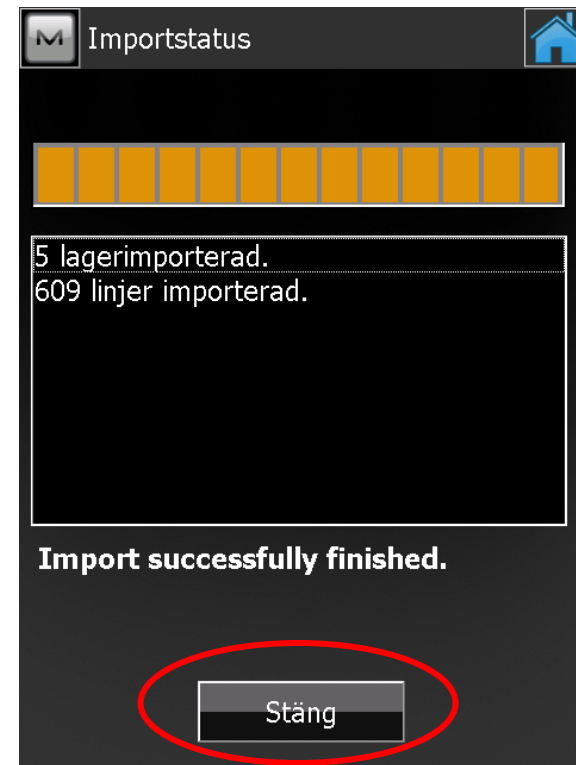 Importstatus
5 lagerimporterad.
609 linjer importerad.
Import successfully finished.
Stäng